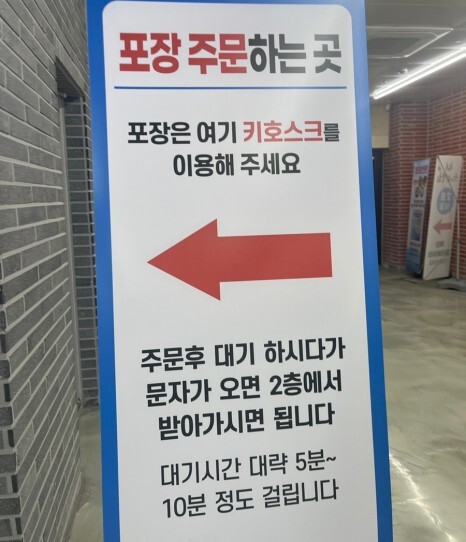 포장 주문하는 곳
포장은 여기 키호스크를
이용해 주세요
주문후 대기 하시다가
문자가 오면 2층에서
받아가시면 됩니다
대기시간 대략 5분~
10분 정도 걸립니다